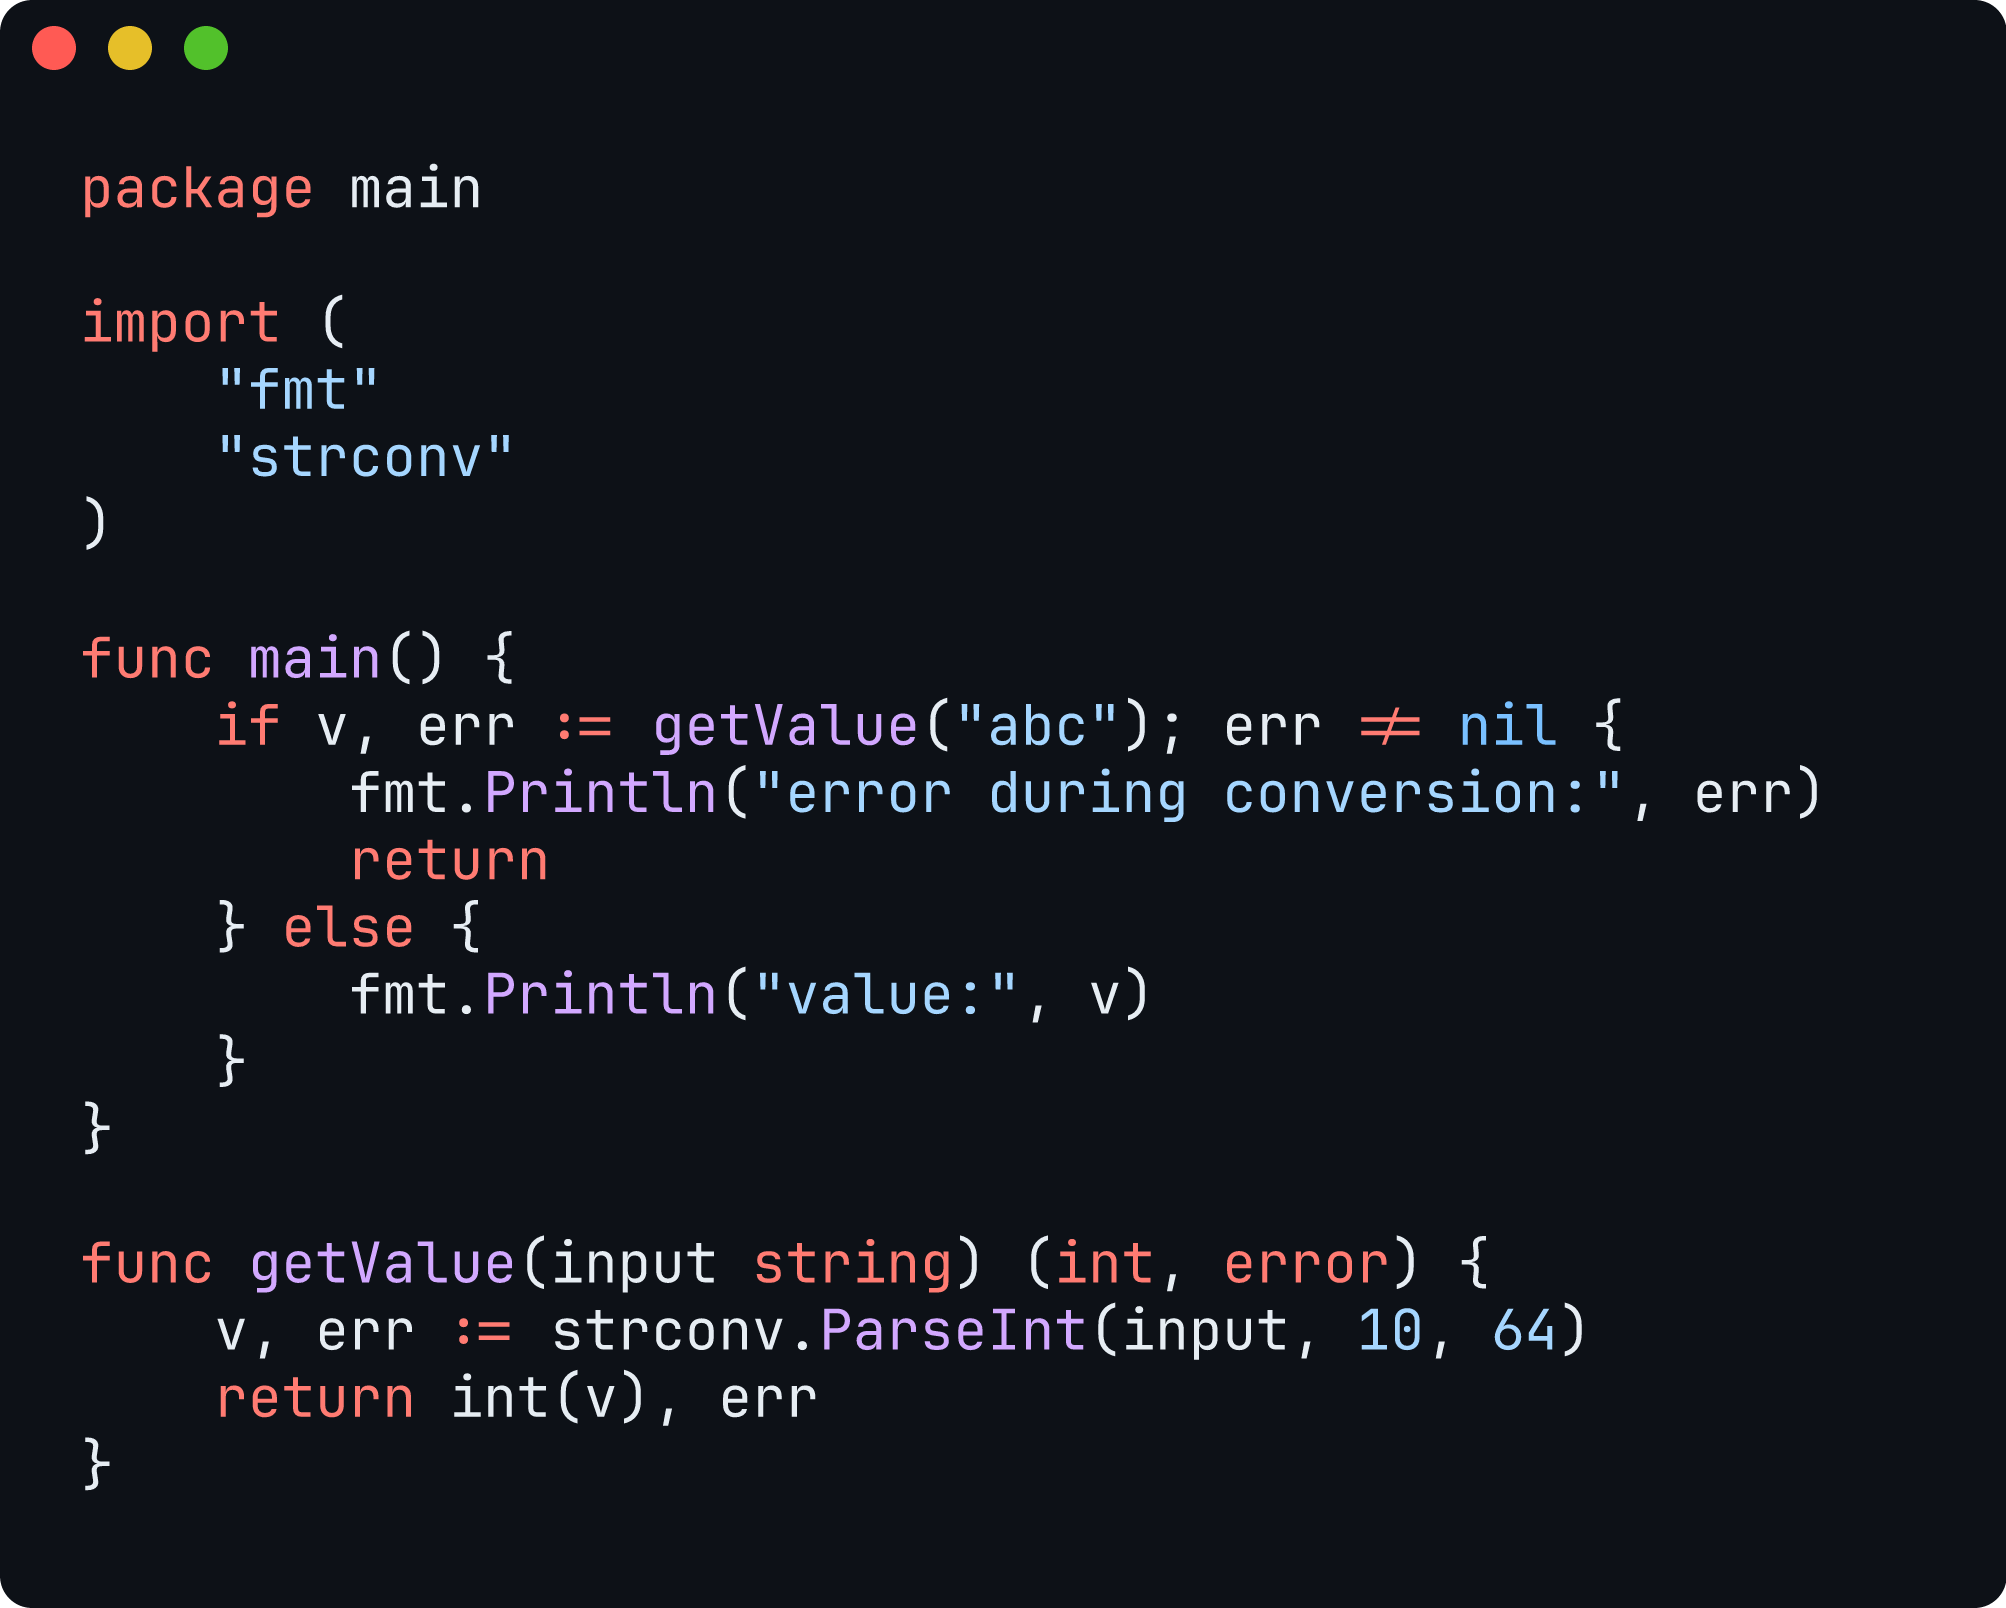 package main

import (
    "fmt"
    "strconv"
)

func main() {
    if v, err := getValue("abc"); err != nil {
        fmt.Println("error during conversion:", err)
        return
    } else {
        fmt.Println("value:", v)
    }
}

func getValue(input string) (int, error) {
    v, err := strconv.ParseInt(input, 10, 64)
    return int(v), err
}